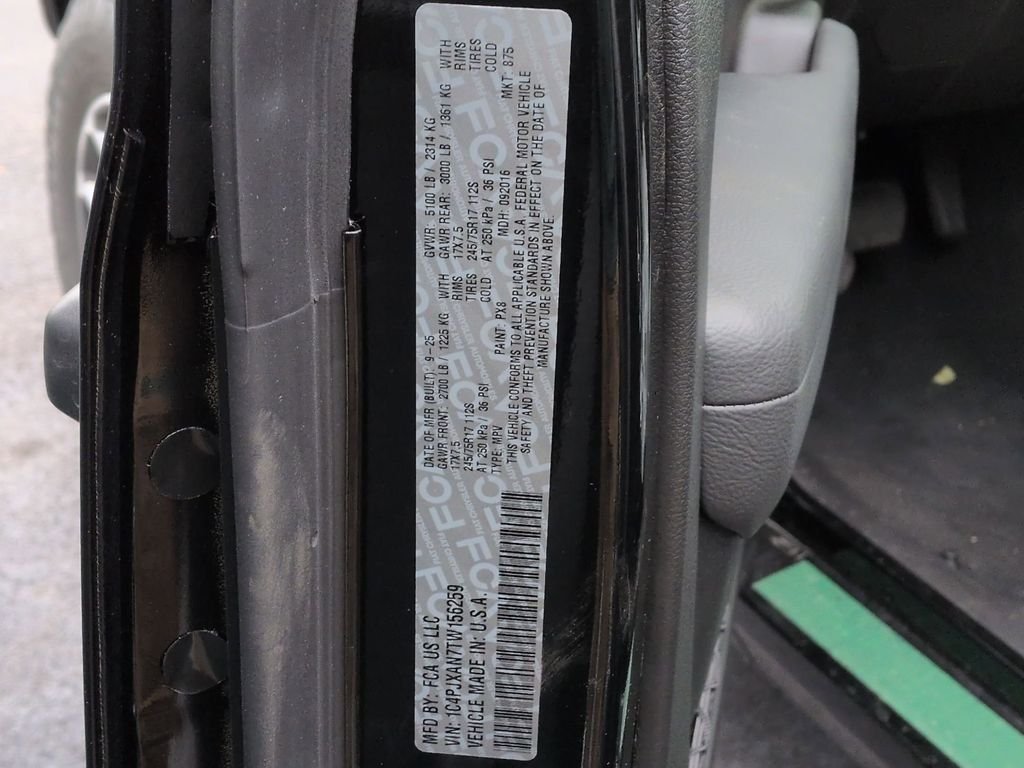 MFD BY: FCA US LLC
DATE OF MFR (BUILT): 9-25
GVWR: 5100 LB / 2314 KG
VIN: 1C4PPJXAN7TW156259
GAWR FRONT: 2700 LB / 1225 KG WITH
GAWR REAR: 3000 LB / 1361 KG WITH
17X7.5 RIMS
17X7.5 RIMS
245/75R17 112S TIRES
245/75R17 112S TIRES
AT 250 kPa / 36 PSI COLD
AT 250 kPa / 36 PSI COLD
VEHICLE MADE IN: U.S.A.
TYPE: MPV PAINT: PX8 MDH: 092016 MKT: 875
THIS VEHICLE CONFORMS TO ALL APPLICABLE U.S.A. FEDERAL MOTOR VEHICLE
SAFETY AND THEFT PREVENTION STANDARDS IN EFFECT ON THE DATE OF
MANUFACTURE SHOWN ABOVE.